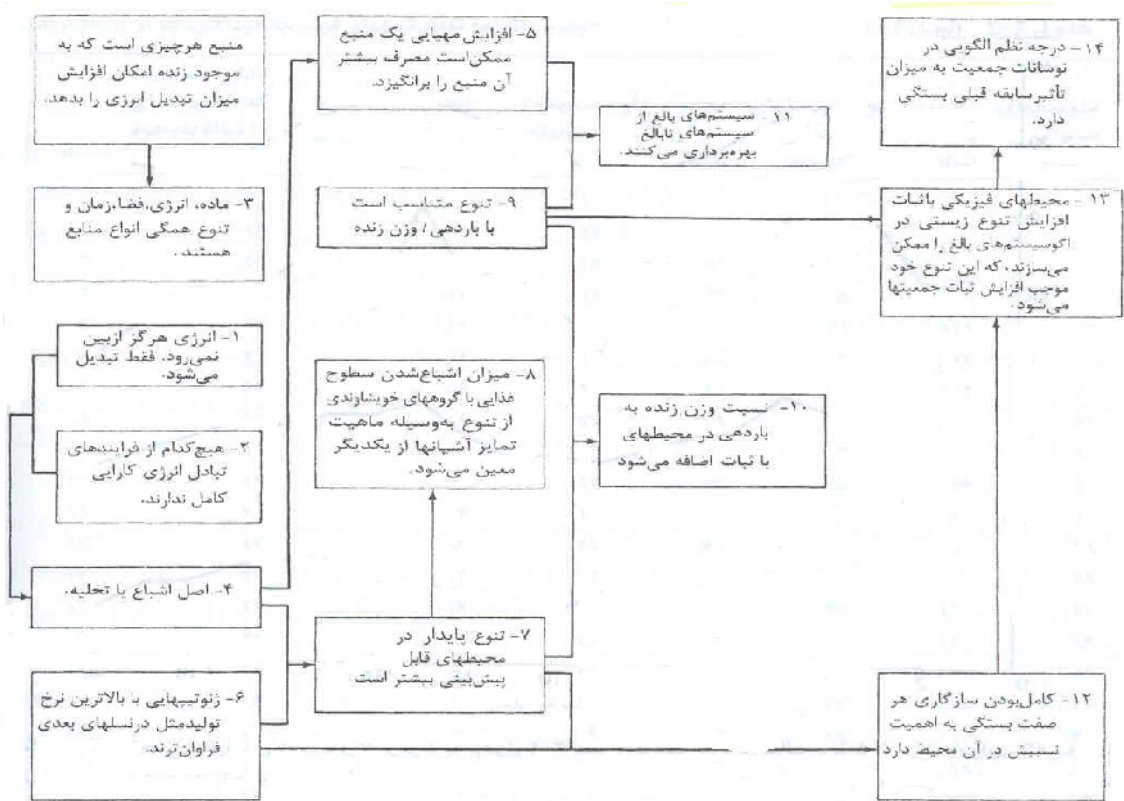 منبع هرچیزی است که به
موجود زنده امکان افزایش
میزان تبدیل انرژی را بدهد.
۳- ماده، انرژی، فضا، زمان و
تنوع همگی انواع منابع
هستند.
۱- انرژی هرگز ازبین
نمی‌رود. فقط تبدیل
می‌شود.
۲- هیچ‌کدام از فرایندهای
تبادل انرژی کارایی
کامل ندارند.
۴- اصل اشباع یا تخلیه.
۶- ژنوتیپهایی با بالاترین نرخ
تولیدمثل درنسلهای بعدی
فراوان‌ترند.
۵- افزایش مهیایی یک منبع
ممکن‌است مصرف بیشتر
آن منبع را برانگیزد.
۹- تنوع متناسب است
با باردهی/ وزن زنده
۸- میزان اشباع‌شدن سطوح
غذایی با گروههای خویشاوندی
از تنوع به‌وسیله ماهیت
تمایز آشیانها از یکدیگر
معین می‌شود.
۷- تنوع پایدار در
محیطهای قابل
پیش‌بینی بیشتر است.
۱۱- سیستم‌های بالغ از
سیستم‌های نابالغ
بهره‌برداری می‌کنند.
۱۰- نسبت وزن زنده به
باردهی در محیطهای
با ثبات اضافه می‌شود
۱۴- درجه نظم الگویی در
نوسانات جمعیت به میزان
تأثیر سابقه قبلی بستگی
دارد.
۱۳- محیطهای فیزیکی باثبات
افزایش تنوع زیستی در
اکوسیستم‌های بالغ را ممکن
می‌سازند، که این تنوع خود
موجب افزایش ثبات جمعیتها
می‌شود.
۱۲- کامل‌بودن سازگاری هر
صفت بستگی به اهمیت
نسبیش در آن محیط دارد